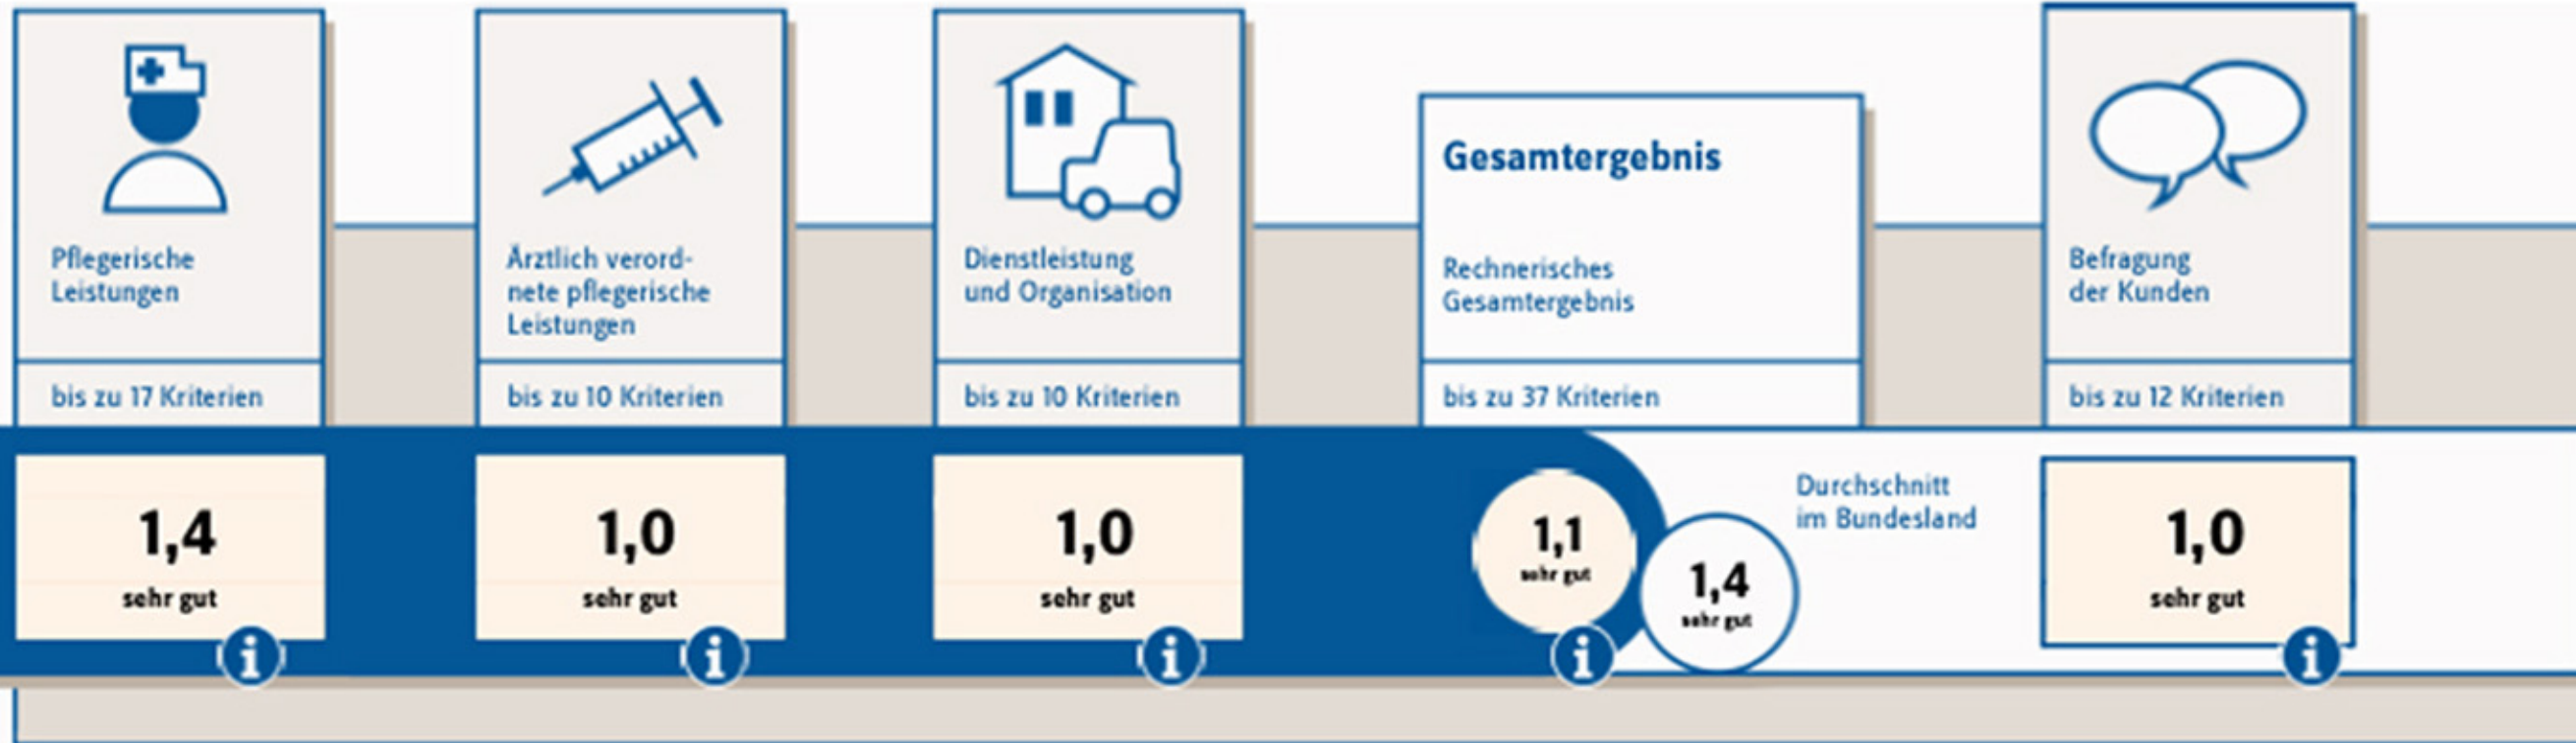 Pflegerische
Leistungen
bis zu 17 Kriterien
1,4
sehr gut
Ärztlich verord-
nete pflegerische
Leistungen
bis zu 10 Kriterien
1,0
sehr gut
Dienstleistung
und Organisation
bis zu 10 Kriterien
1,0
sehr gut
Gesamtergebnis
Rechnerisches
Gesamtergebnis
bis zu 37 Kriterien
1,1
sehr gut
1,4
sehr gut
Durchschnitt
im Bundesland
Befragung
der Kunden
bis zu 12 Kriterien
1,0
sehr gut